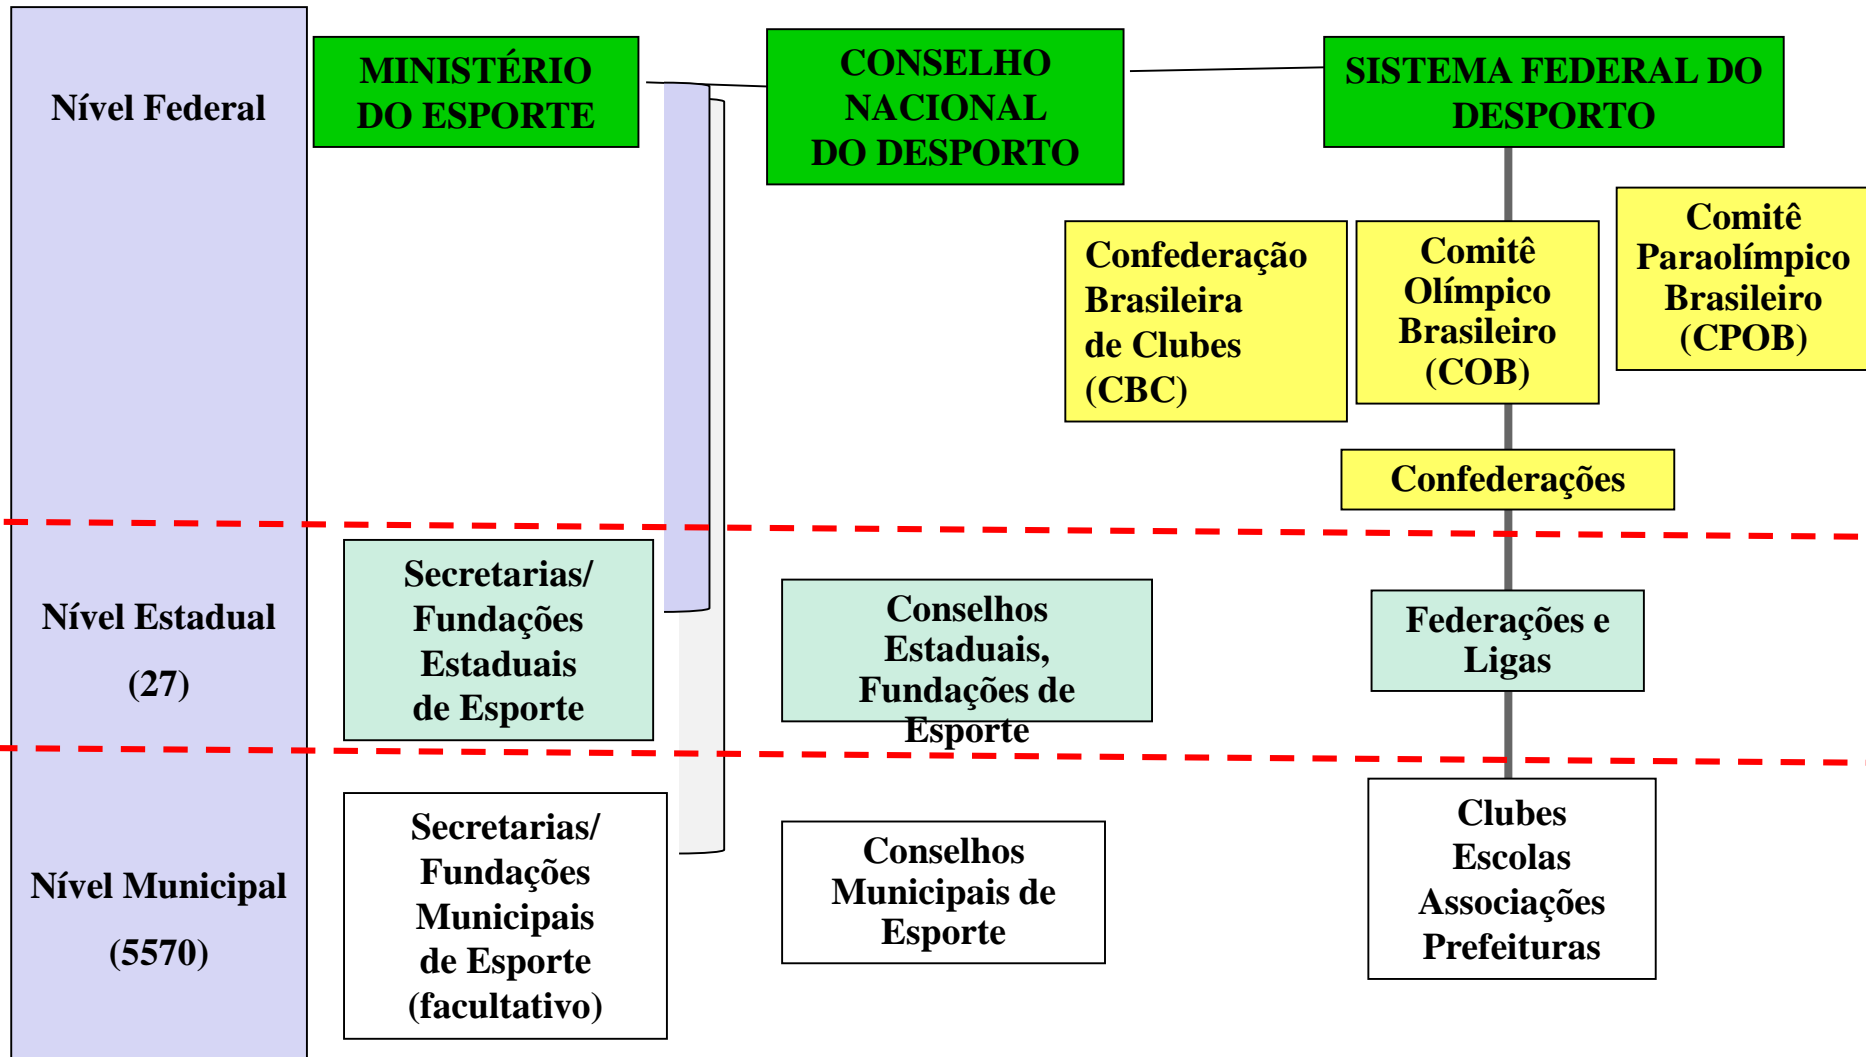 Nível Federal
MINISTÉRIO
DO ESPORTE
CONSELHO
NACIONAL
DO DESPORTO
SISTEMA FEDERAL DO
DESPORTO
Confederação
Brasileira
de Clubes
(CBC)
Comitê
Olímpico
Brasileiro
(COB)
Comitê
Paraolímpico
Brasileiro
(CPOB)
Confederações
Nível Estadual
(27)
Secretarias/
Fundações
Estaduais
de Esporte
Conselhos
Estaduais,
Fundações de
Esporte
Federações e
Ligas
Nível Municipal
(5570)
Secretarias/
Fundações
Municipais
de Esporte
(facultativo)
Conselhos
Municipais de
Esporte
Clubes
Escolas
Associações
Prefeituras